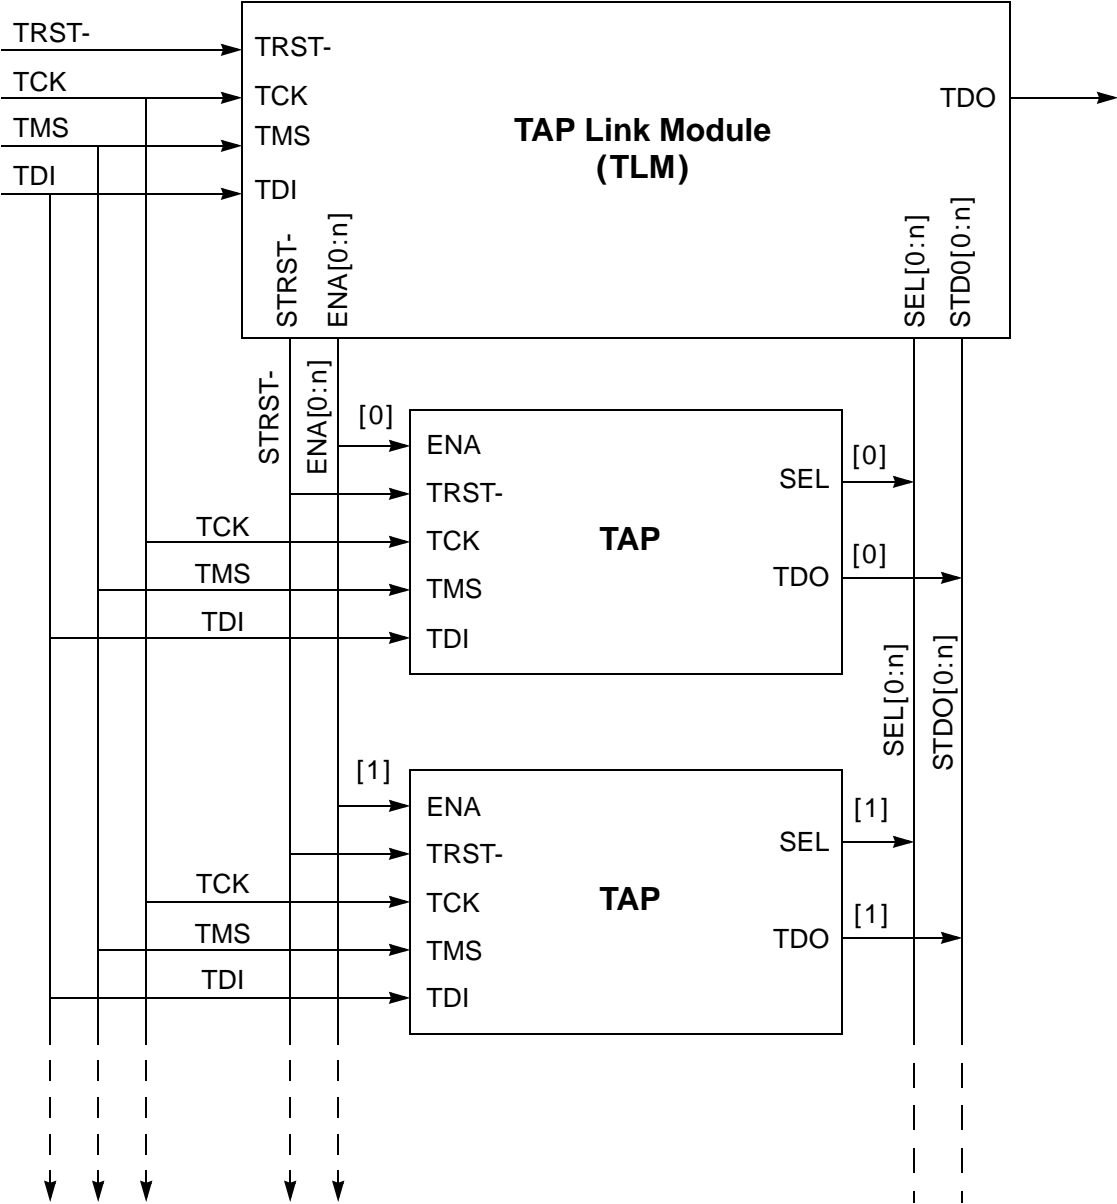 TRST-
TRST-
TCK
TCK
TDO
TMS
TMS
TAP Link Module
(TLM)
TDI
TDI
STRST-
ENA[0:n]
SEL[0:n]
STD0[0:n]
STRST-
ENA[0:n]
[0]
ENA
[0]
SEL
TRST-
TCK
TCK
TAP
[0]
TMS
TMS
TDO
TDI
TDI
SEL[0:n]
STDO[0:n]
[1]
ENA
[1]
SEL
TRST-
TCK
TCK
TAP
[1]
TMS
TMS
TDO
TDI
TDI